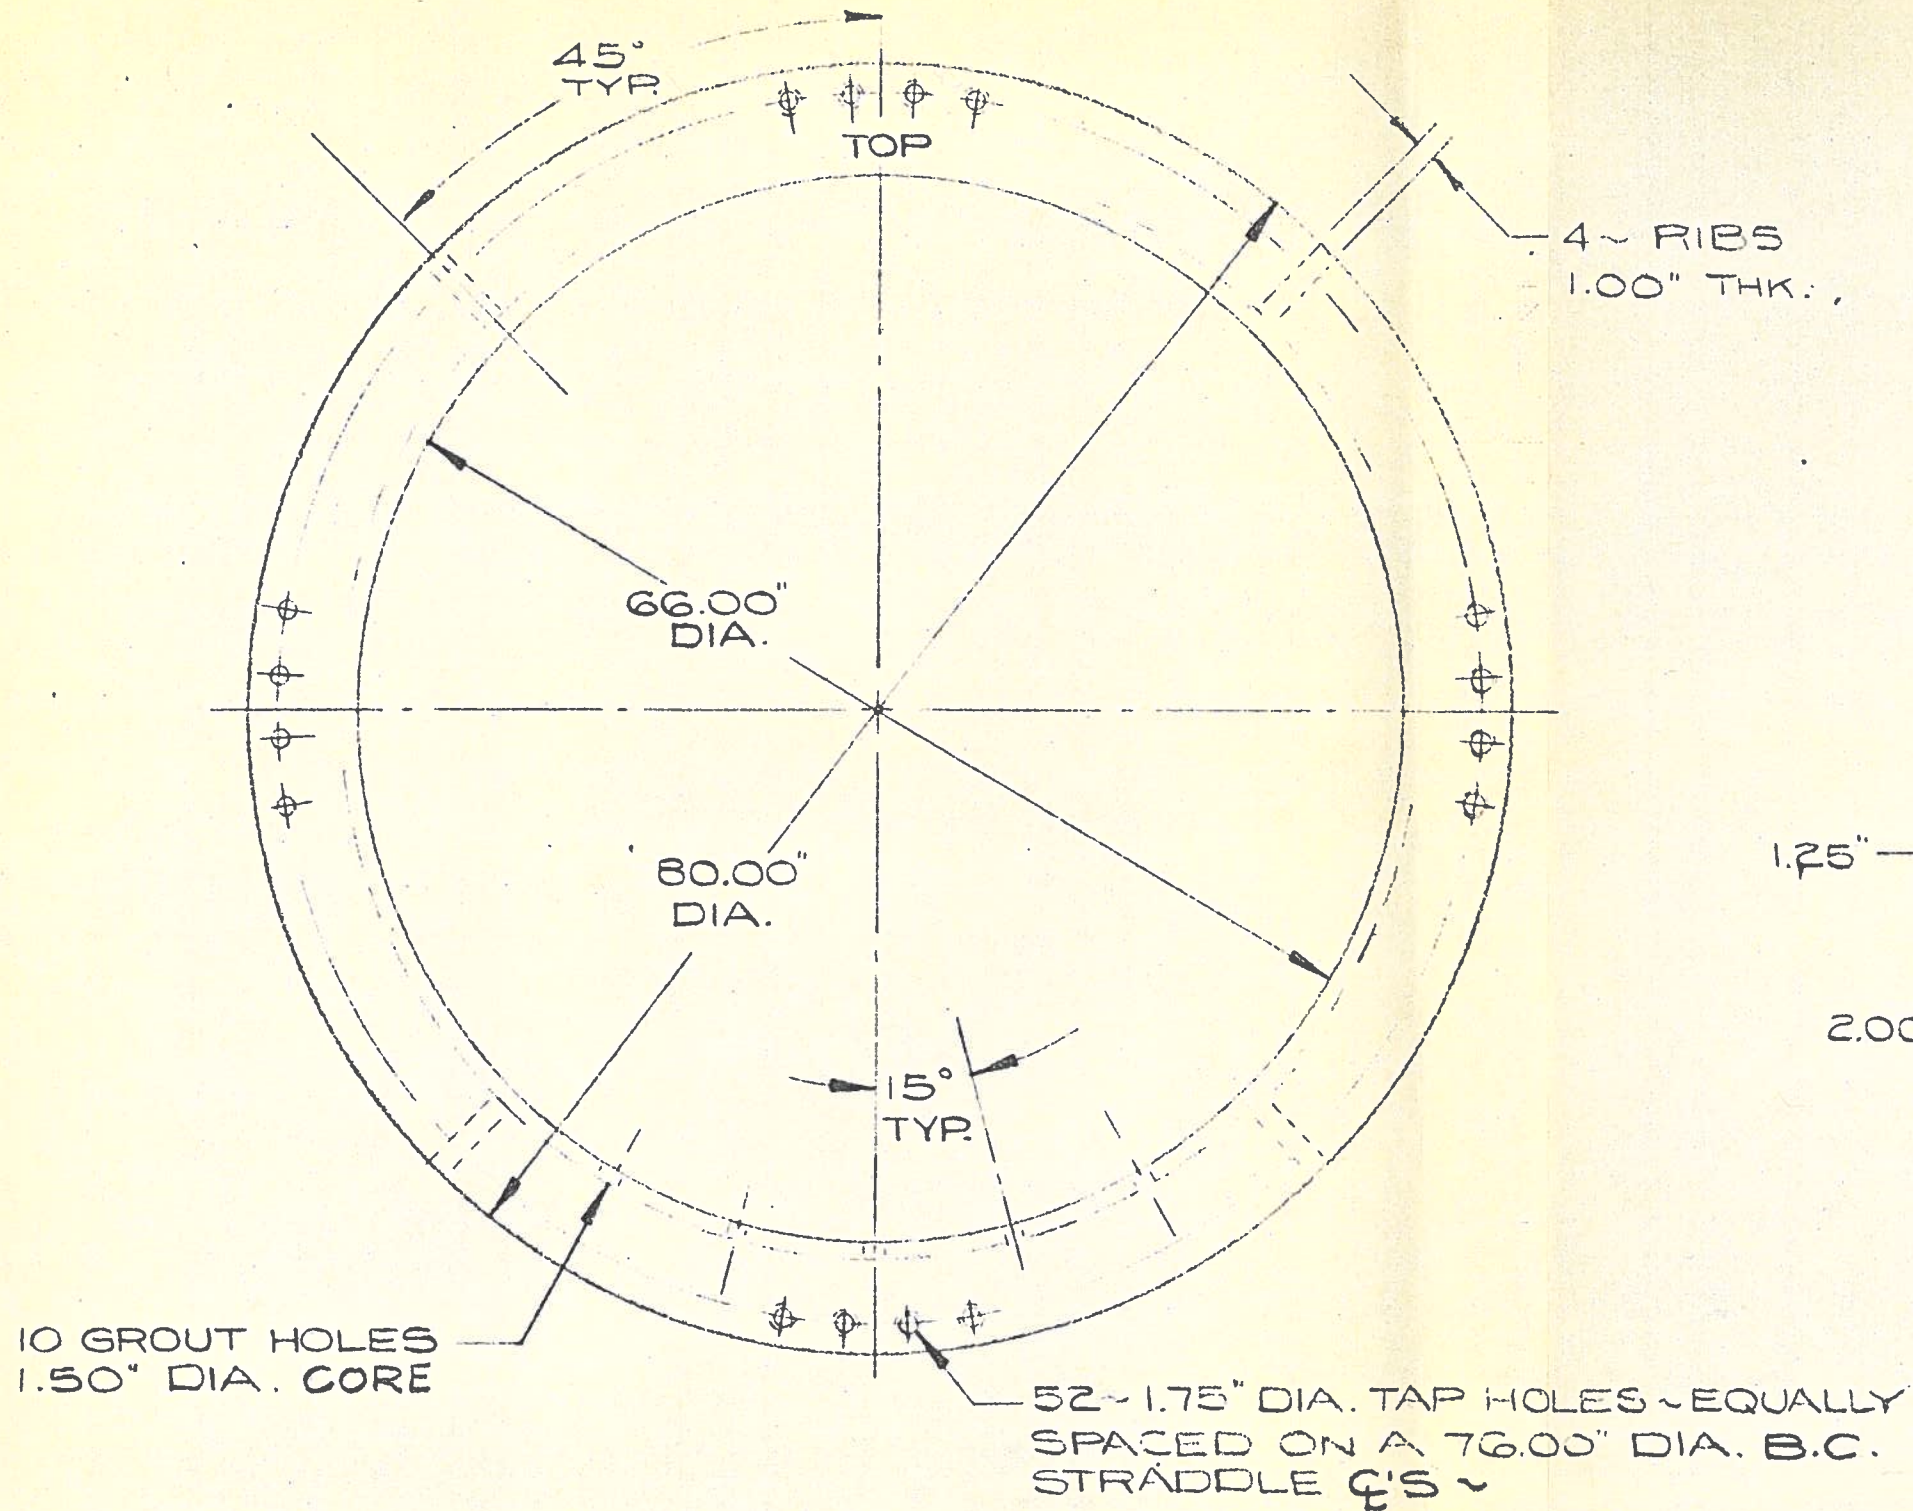 45°
TYP.
TOP
4~ RIBS
1.00" THK.
66.00"
DIA.
80.00"
DIA.
1.25"
2.00
15°
TYP.
10 GROUT HOLES
1.50" DIA. CORE
52~1.75" DIA. TAP HOLES~EQUALLY
SPACED ON A 76.00" DIA. B.C.
STRADDLE ℄'S ~